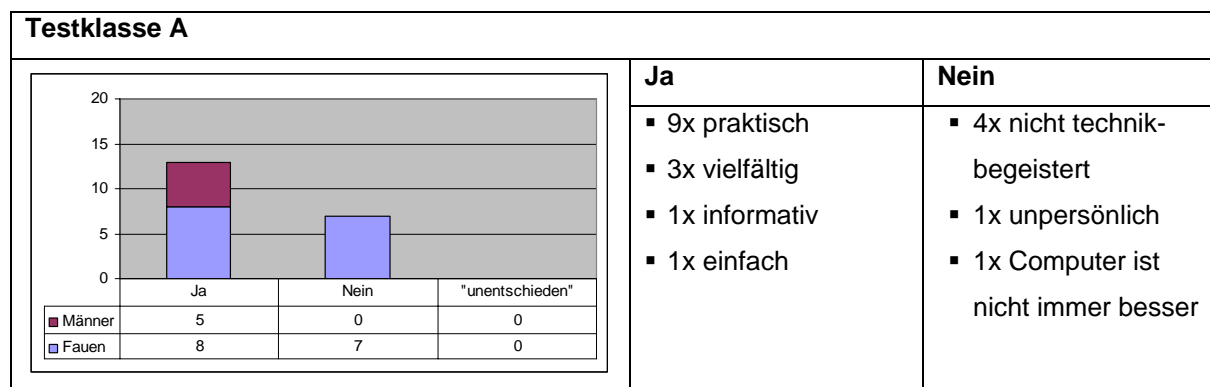 Testklasse A
20
15
10
5
0
Ja
Nein
"unentschieden"
Männer
5
0
0
Fauen
8
7
0
Ja
▪ 9x praktisch
▪ 3x vielfältig
▪ 1x informativ
▪ 1x einfach
Nein
▪ 4x nicht technik-
begeistert
▪ 1x unpersönlich
▪ 1x Computer ist
nicht immer besser